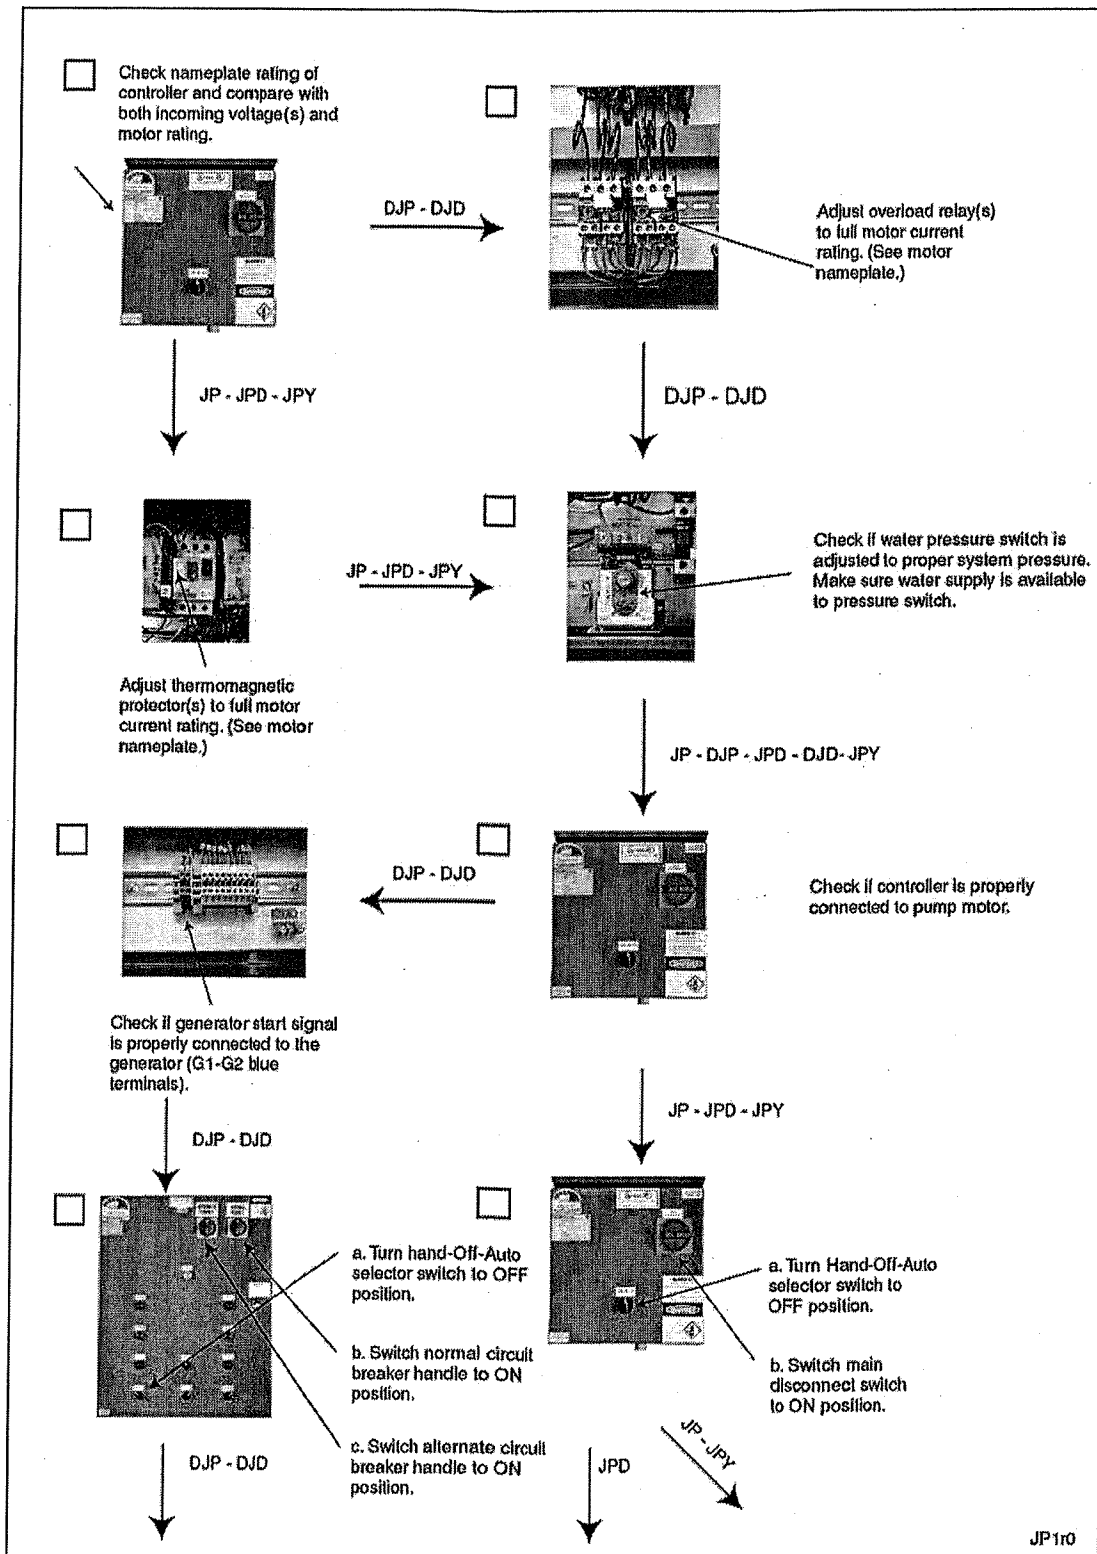 Check nameplate rating of
controller and compare with
both incoming voltage(s) and
motor rating.
DJP - DJD
Adjust overload relay(s)
to full motor current
rating. (See motor
nameplate.)
JP - JPD - JPY
DJP - DJD
JP - JPD - JPY
Check if water pressure switch is
adjusted to proper system pressure.
Make sure water supply is available
to pressure switch.
Adjust thermomagnetic
protector(s) to full motor
current rating. (See motor
nameplate.)
JP - DJP - JPD - DJD- JPY
DJP - DJD
Check if controller is properly
connected to pump motor.
Check if generator start signal
is properly connected to the
generator (G1-G2 blue
terminals).
JP - JPD - JPY
DJP - DJD
a. Turn hand-Off-Auto
selector switch to OFF
position.
b. Switch normal circuit
breaker handle to ON
position.
c. Switch alternate circuit
breaker handle to ON
position.
a. Turn Hand-Off-Auto
selector switch to
OFF position.
b. Switch main
disconnect switch
to ON position.
DJP - DJD
JPD
JP - JPY
JP1r0